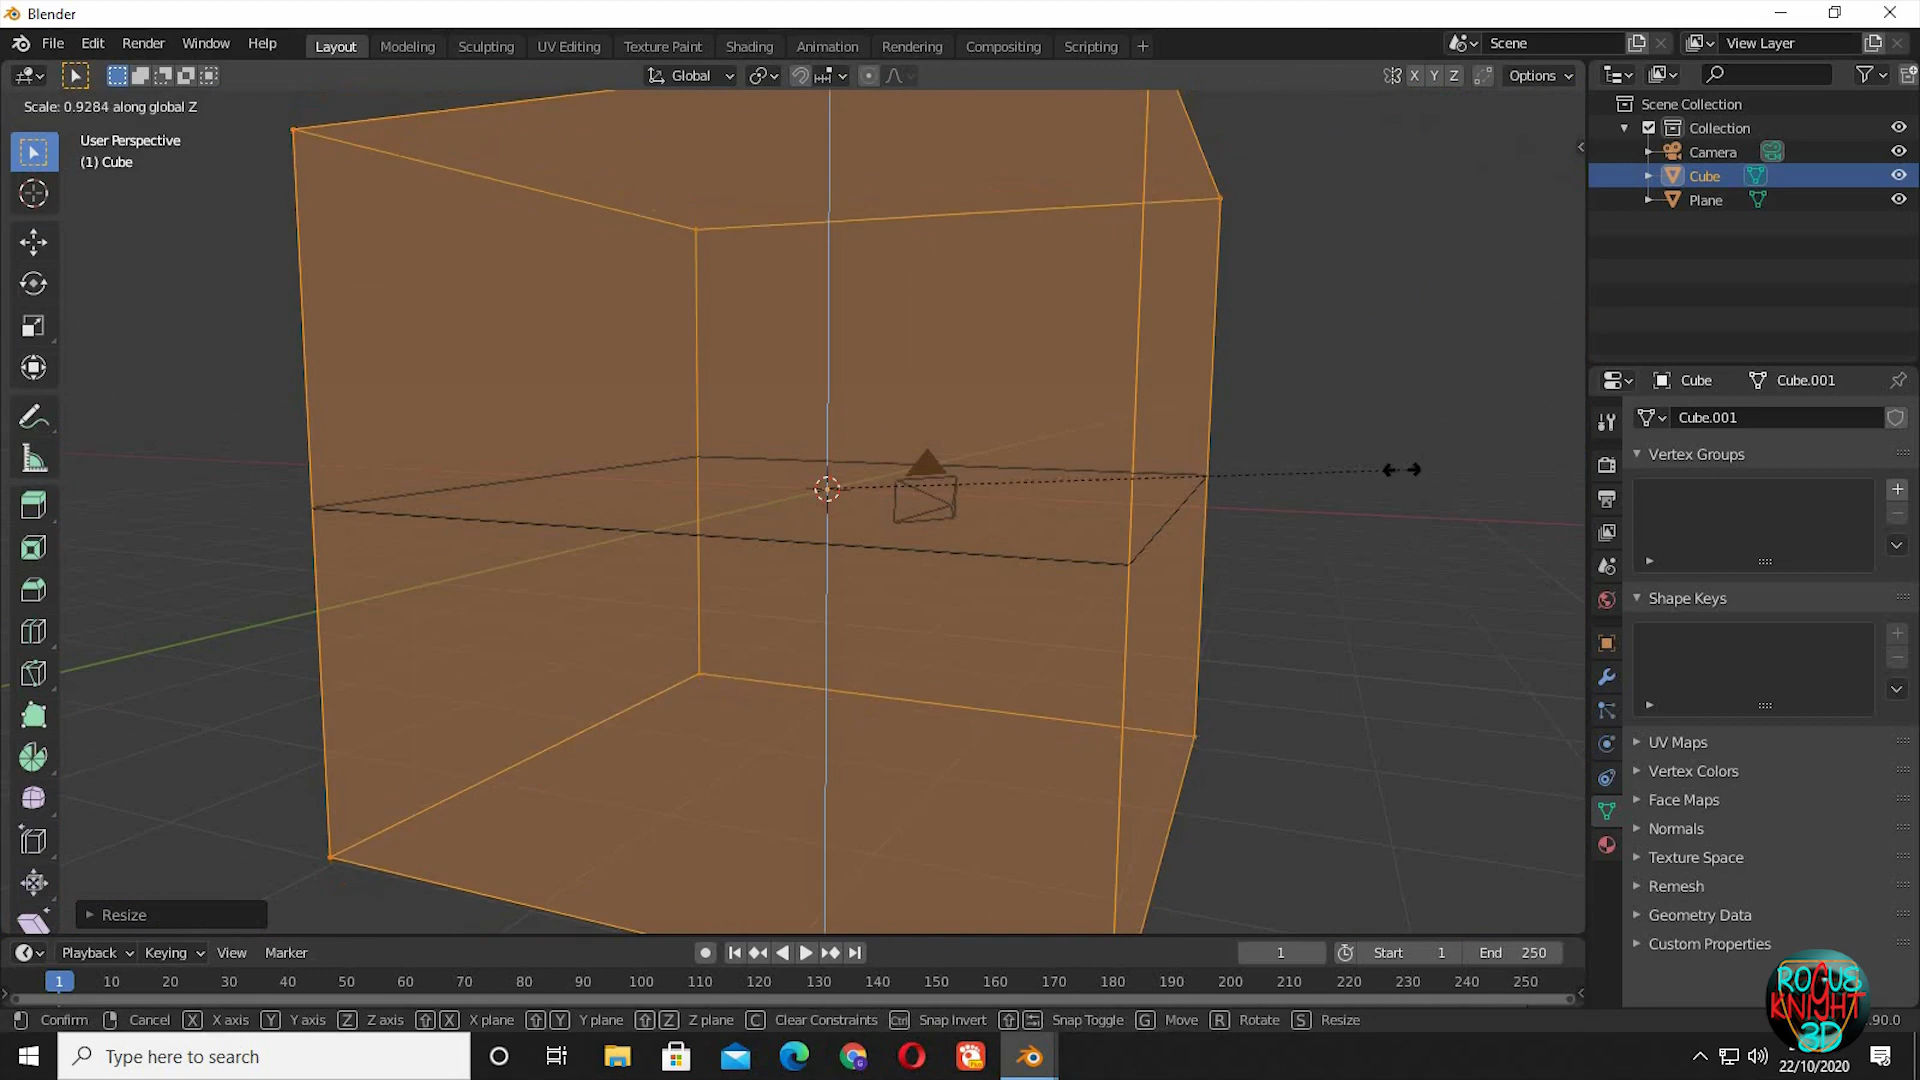 Blender
File Edit Render Window Help Layout Modeling Sculpting UV Editing Texture Paint Shading Animation Rendering Compositing Scripting + Scene View Layer
Global X Y Z Options
Scale: 0.9284 along global Z
User Perspective
(1) Cube
Scene Collection
Collection
Camera
Cube
Plane
Cube Cube.001
Cube.001
Vertex Groups
Shape Keys
UV Maps
Vertex Colors
Face Maps
Normals
Texture Space
Remesh
Geometry Data
Custom Properties
Resize
Playback Keying View Marker 1 Start 1 End 250
1 10 20 30 40 50 60 70 80 90 100 110 120 130 140 150 160 170 180 190 200 210 220 230 240 250
Confirm Cancel X X axis Y Y axis Z Z axis X X plane Y Y plane Z Z plane C Clear Constraints Ctrl Snap Invert Snap Toggle G Move R Rotate S Resize .90.0
ROGUE
KNIGHT
3D
Type here to search
22/10/2020